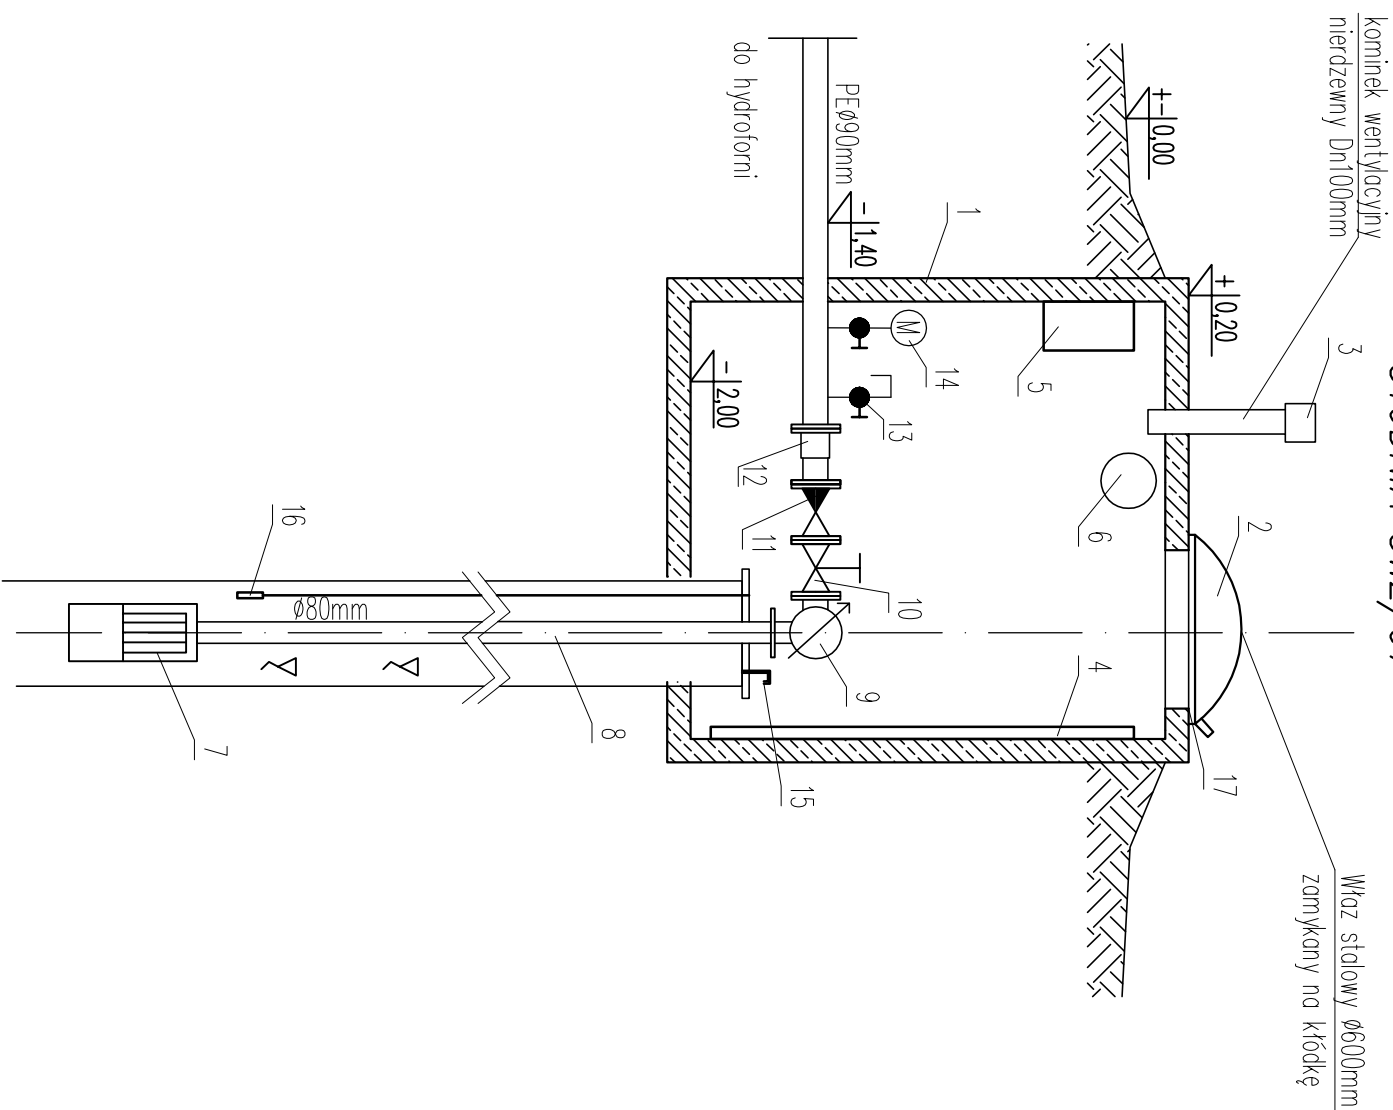 kominek wentylacyjny
nierdzewny Dn100mm
+- 0,00
+ 0,20
3
2
17
Właz stalowy ø600mm
zamykany na kłódkę
1
5
6
4
PEø90mm
- 1,40
do hydroforni
M
14
13
12
11
10
9
- 2,00
15
16
ø80mm
8
7